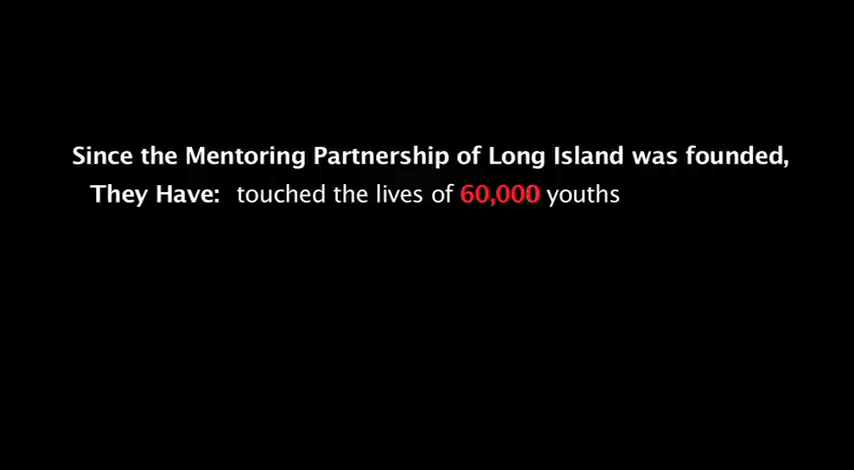 Since the Mentoring Partnership of Long Island was founded,
They Have: touched the lives of 60,000 youths